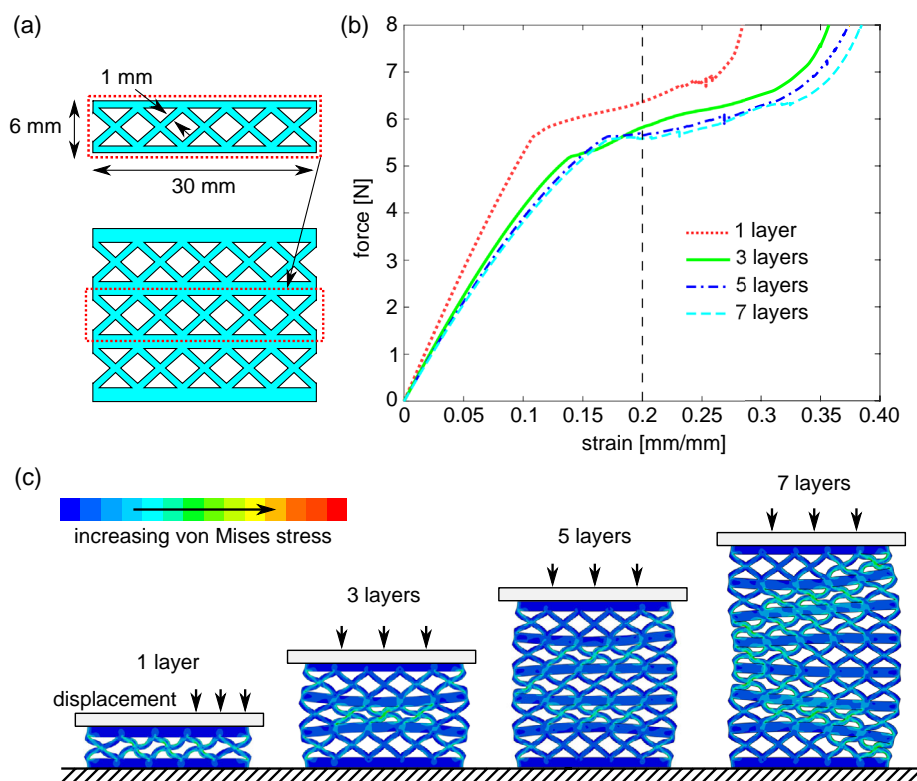 (a)
1 mm
6 mm
30 mm
(b)
8
7
6
5
4
3
2
1
0
force [N]
1 layer
3 layers
5 layers
7 layers
0 0.05 0.1 0.15 0.2 0.25 0.3 0.35 0.40
strain [mm/mm]
(c)
increasing von Mises stress
1 layer
displacement
3 layers
5 layers
7 layers